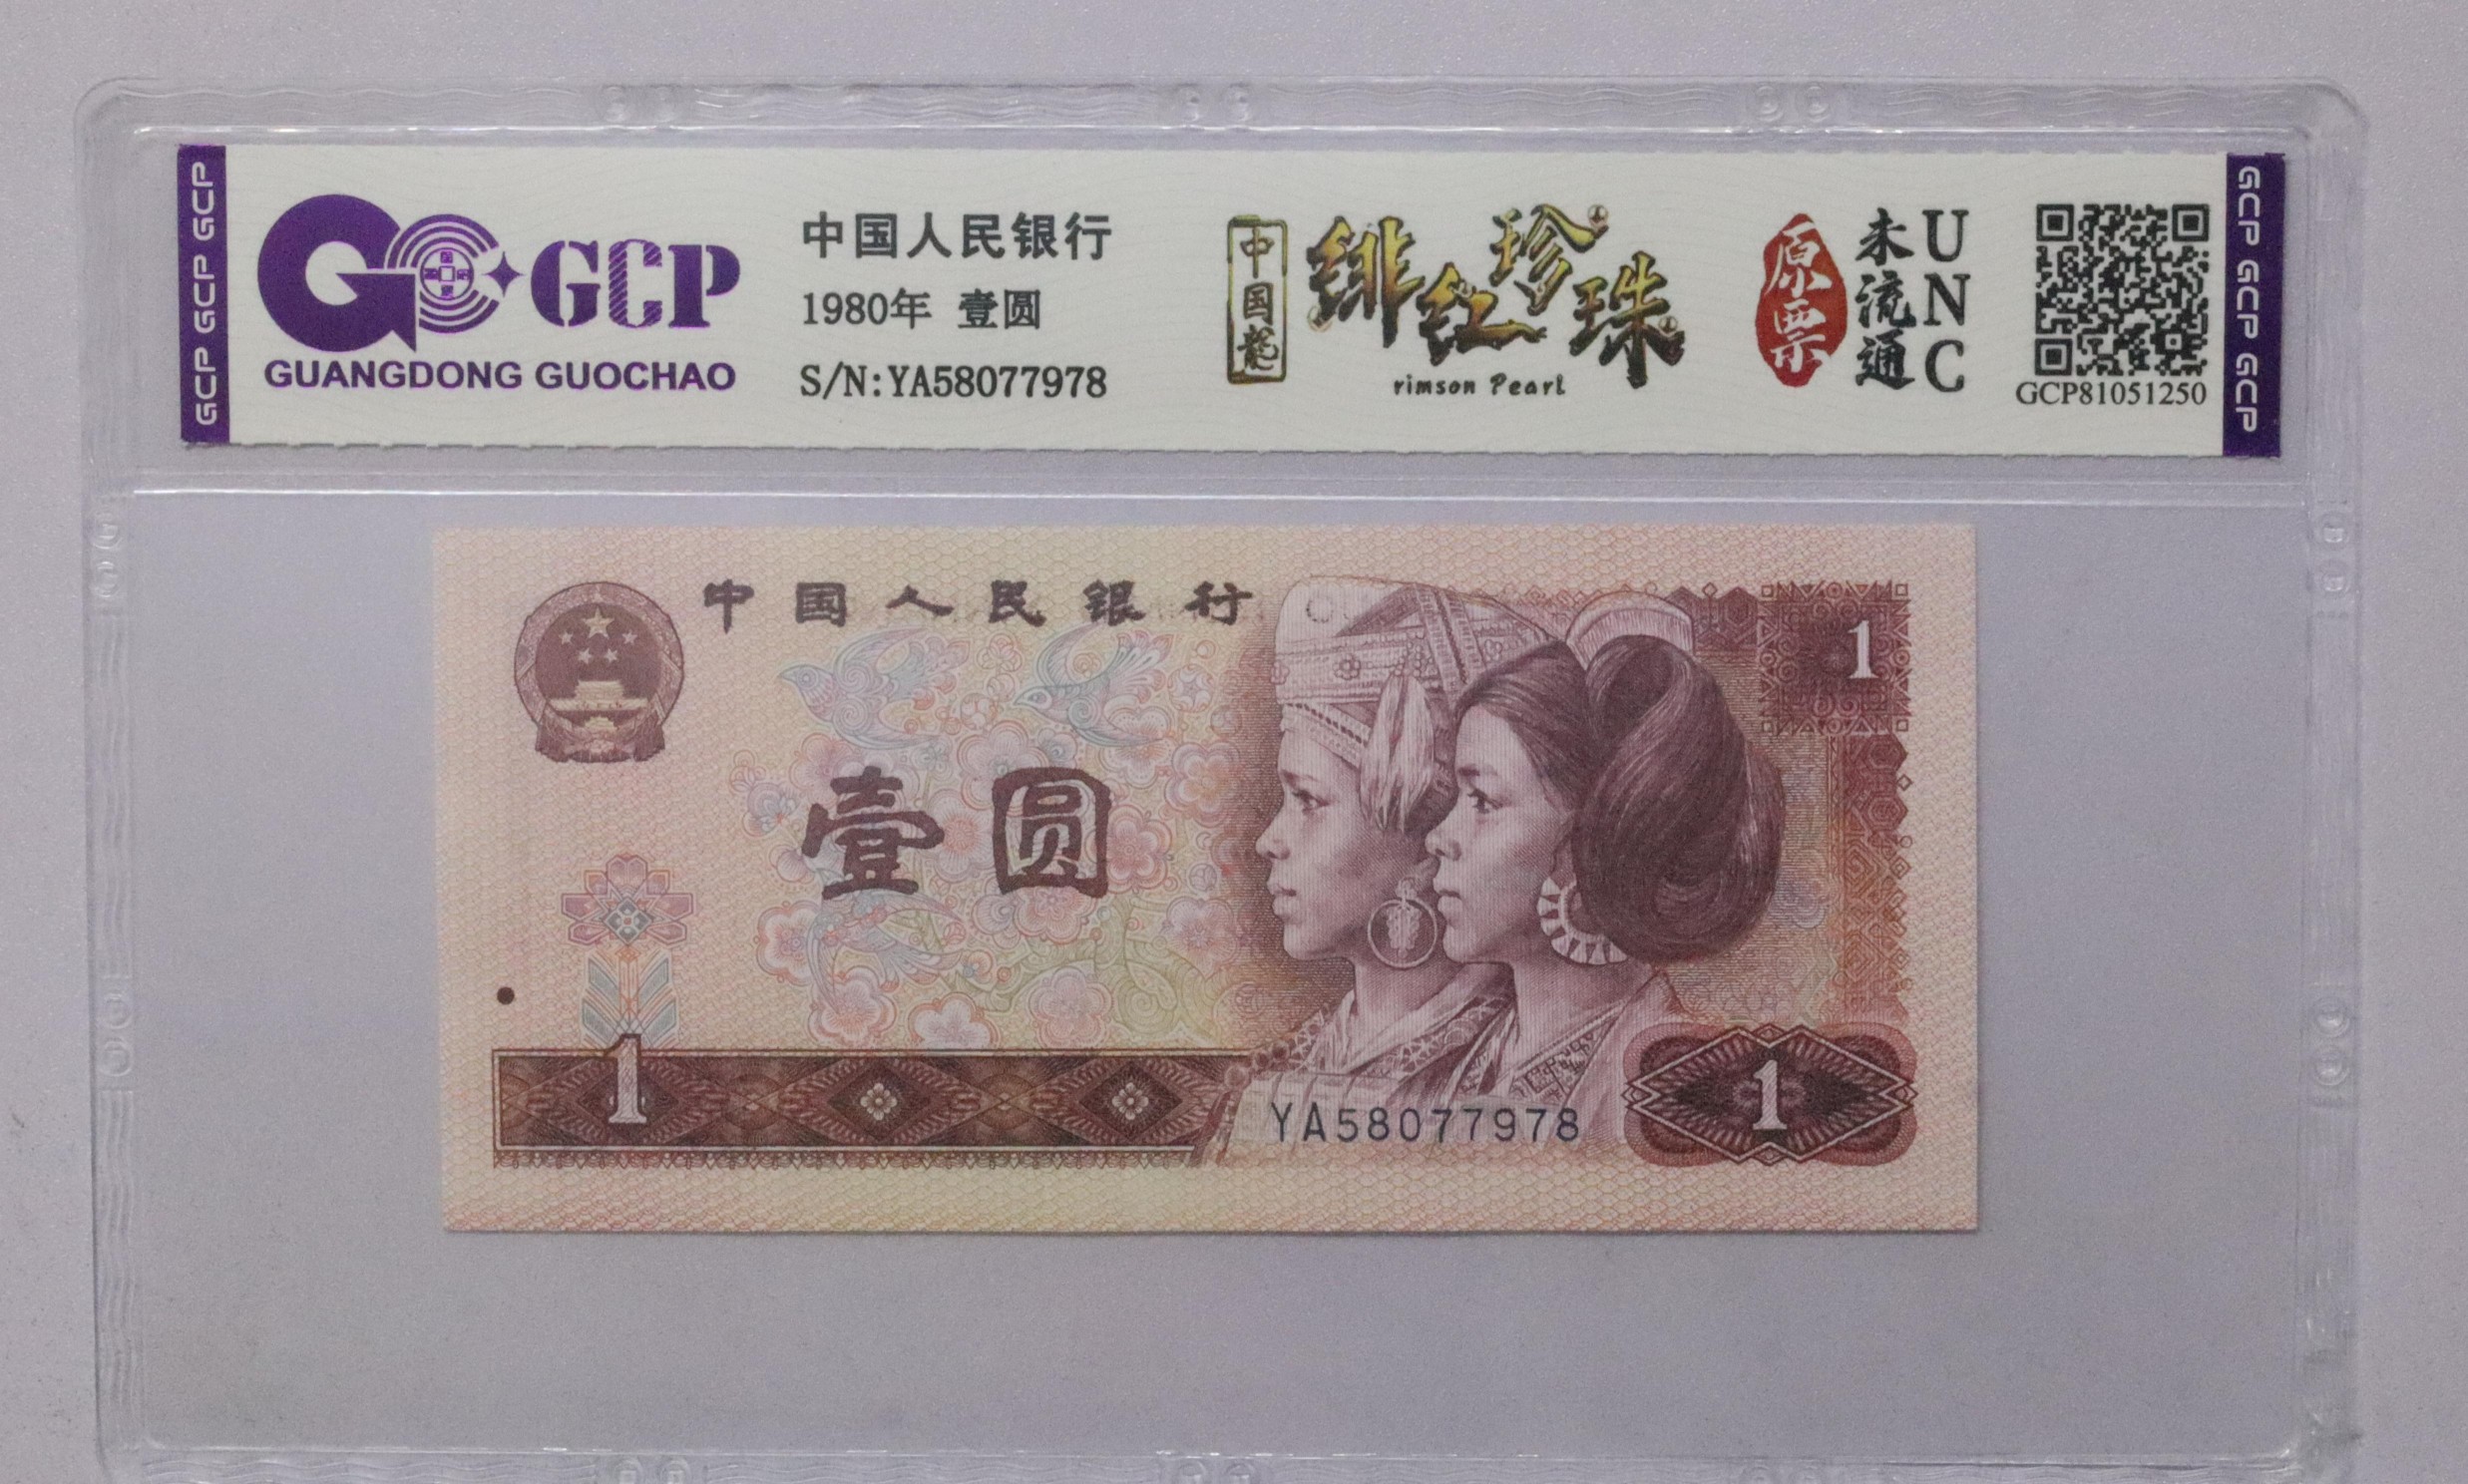 GCP GCP GCP
GCP
GUANGDONG GUOCHAO
中国人民银行
1980年 壹圆
S/N:YA58077978
中国龍
绯红珍珠
rimson Pearl
原票
未流通
UNC
GCP81051250
GCP GCP GCP
中国人民银行
1
壹圆
1
YA58077978
1